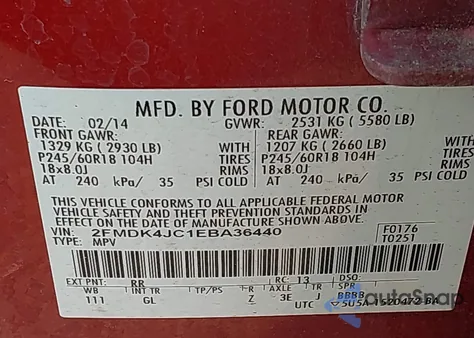 MFD. BY FORD MOTOR CO.
DATE: 02/14 GVWR: 2531 KG ( 5580 LB)
FRONT GAWR: REAR GAWR:
1329 KG ( 2930 LB) WITH 1207 KG ( 2660 LB) WITH
P245/60R18 104H TIRES P245/60R18 104H TIRES
18x8.0J RIMS 18x8.0J RIMS
AT 240 kPa/ 35 PSI COLD AT 240 kPa/ 35 PSI COLD
THIS VEHICLE CONFORMS TO ALL APPLICABLE FEDERAL MOTOR
VEHICLE SAFETY AND THEFT PREVENTION STANDARDS IN
EFFECT ON THE DATE OF MANUFACTURE SHOWN ABOVE.
VIN: 2FMDK4JC1EBA36440 F0176
TYPE: MPV T0251
EXT PNT: RR RC: 13 DSO:
WB INT TR TP/PS R AXLE TR SPR
111 GL Z 3E J BBBB
UTC
AutoSnap